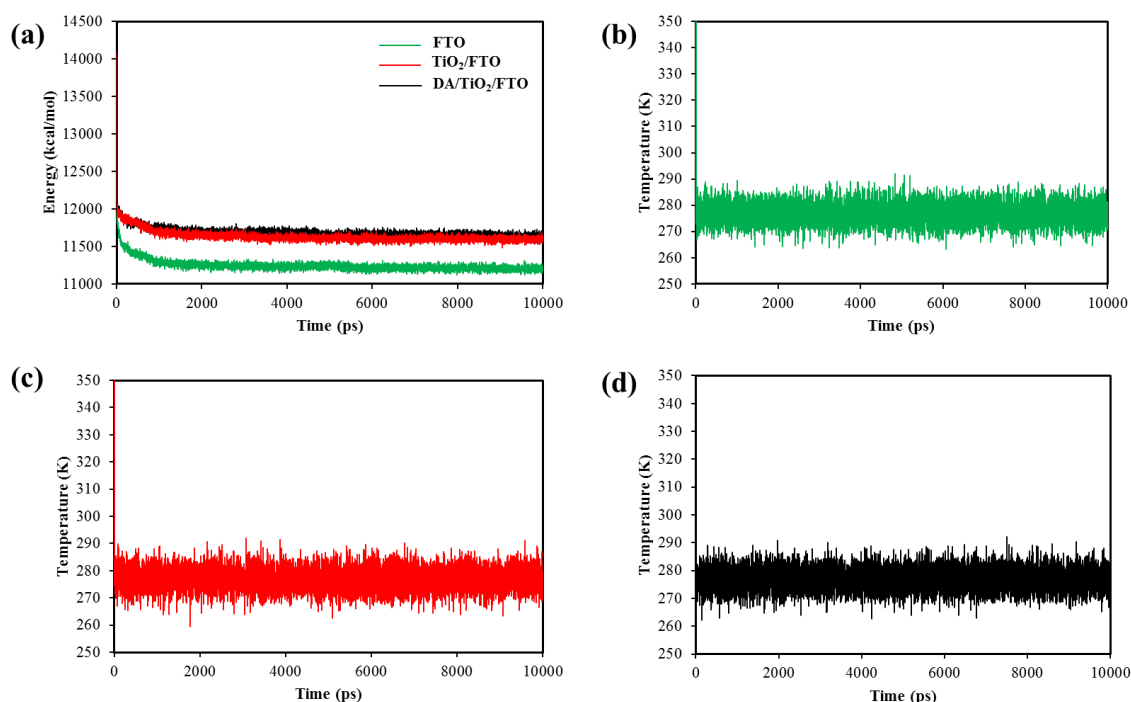 (a)
Energy (kcal/mol)
14500
14000
13500
13000
12500
12000
11500
11000
0 2000 4000 6000 8000 10000
Time (ps)
FTO
TiO₂/FTO
DA/TiO₂/FTO
(b)
Temperature (K)
350
340
330
320
310
300
290
280
270
260
250
0 2000 4000 6000 8000 10000
Time (ps)
(c)
Temperature (K)
350
340
330
320
310
300
290
280
270
260
250
0 2000 4000 6000 8000 10000
Time (ps)
(d)
Temperature (K)
350
340
330
320
310
300
290
280
270
260
250
0 2000 4000 6000 8000 10000
Time (ps)